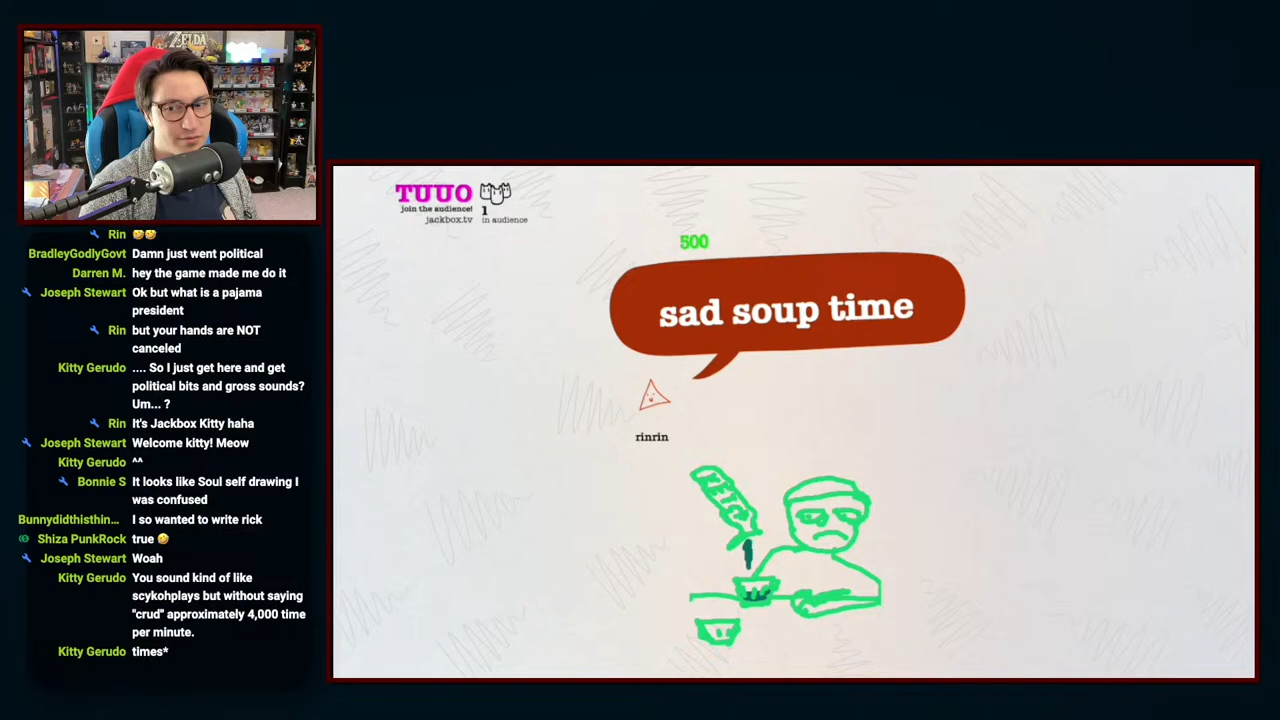 ZELDA
Rin 🤣🤣
BradleyGodlyGovt Damn just went political
Darren M. hey the game made me do it
Joseph Stewart Ok but what is a pajama
president
Rin but your hands are NOT
canceled
Kitty Gerudo .... So I just get here and get
political bits and gross sounds?
Um... ?
Rin It's Jackbox Kitty haha
Joseph Stewart Welcome kitty! Meow
Kitty Gerudo ^^
Bonnie S It looks like Soul self drawing I
was confused
Bunnydidthisthin... I so wanted to write rick
Shiza PunkRock true 🤣
Joseph Stewart Woah
Kitty Gerudo You sound kind of like
scykohplays but without saying
"crud" approximately 4,000 time
per minute.
Kitty Gerudo times*
TUUO
join the audience!
jackbox.tv
1
in audience
500
sad soup time
rinrin